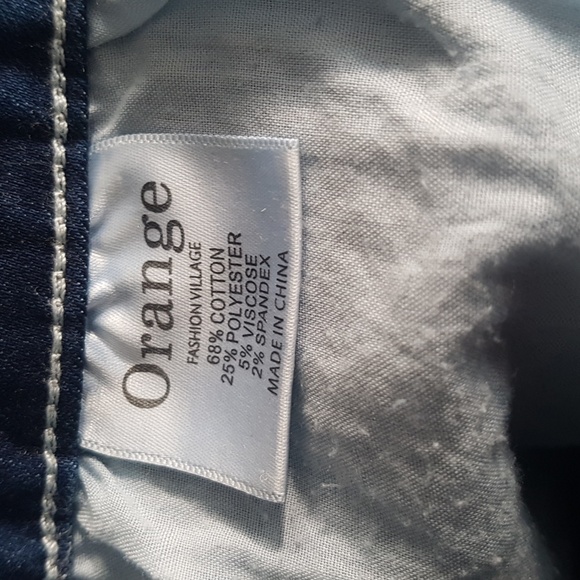 Orange
FASHION VILLAGE
68% COTTON
25% POLYESTER
5% VISCOSE
2% SPANDEX
MADE IN CHINA